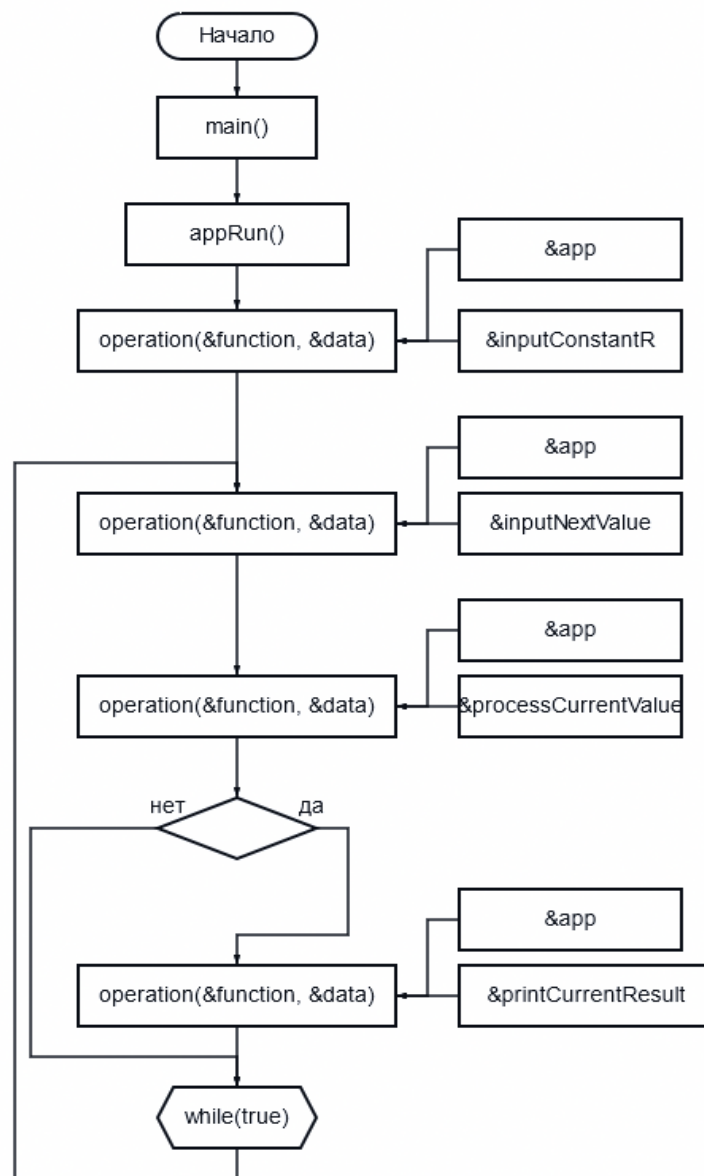 Начало
main()
appRun()
&app
operation(&function, &data)
&inputConstantR
&app
operation(&function, &data)
&inputNextValue
&app
operation(&function, &data)
&processCurrentValue
нет
да
&app
operation(&function, &data)
&printCurrentResult
while(true)